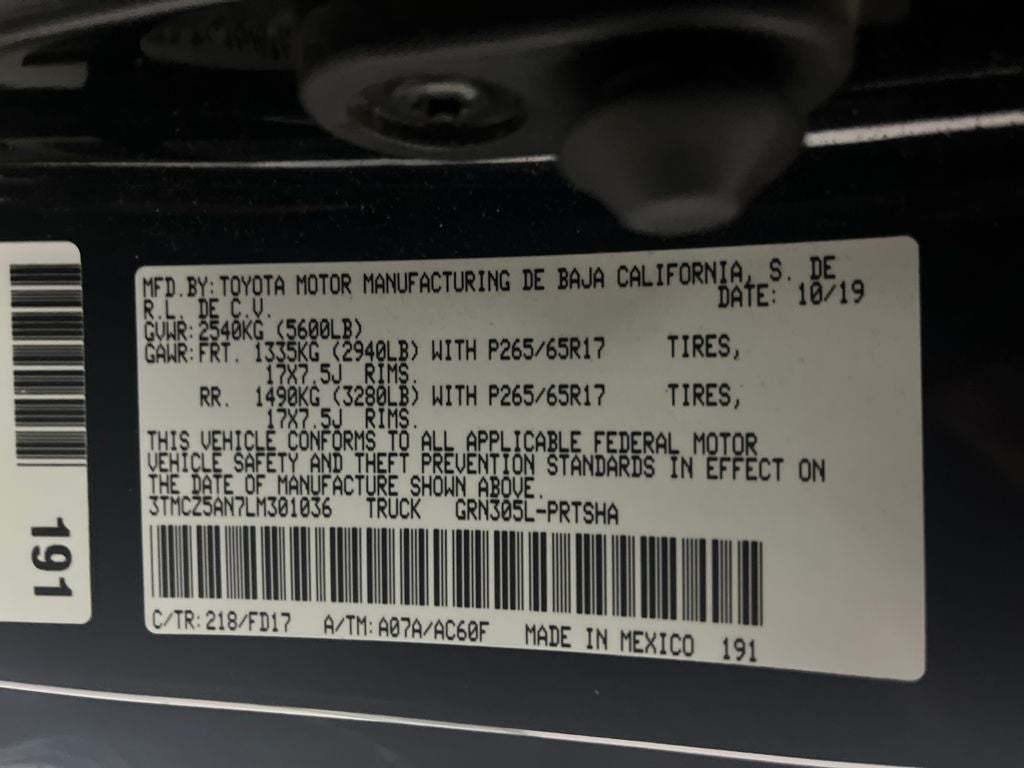 MFD.BY: TOYOTA MOTOR MANUFACTURING DE BAJA CALIFORNIA, S. DE
R.L. DE C.V. DATE: 10/19
GVWR: 2540KG (5600LB)
GAWR: FRT. 1335KG (2940LB) WITH P265/65R17 TIRES,
17X7.5J RIMS.
RR. 1490KG (3280LB) WITH P265/65R17 TIRES,
17X7.5J RIMS.
THIS VEHICLE CONFORMS TO ALL APPLICABLE FEDERAL MOTOR
VEHICLE SAFETY AND THEFT PREVENTION STANDARDS IN EFFECT ON
THE DATE OF MANUFACTURE SHOWN ABOVE.
3TMCZ5AN7LM301036 TRUCK GRN305L-PRTSHA
C/TR: 218/FD17 A/TM: A07A/AC60F MADE IN MEXICO 191
191